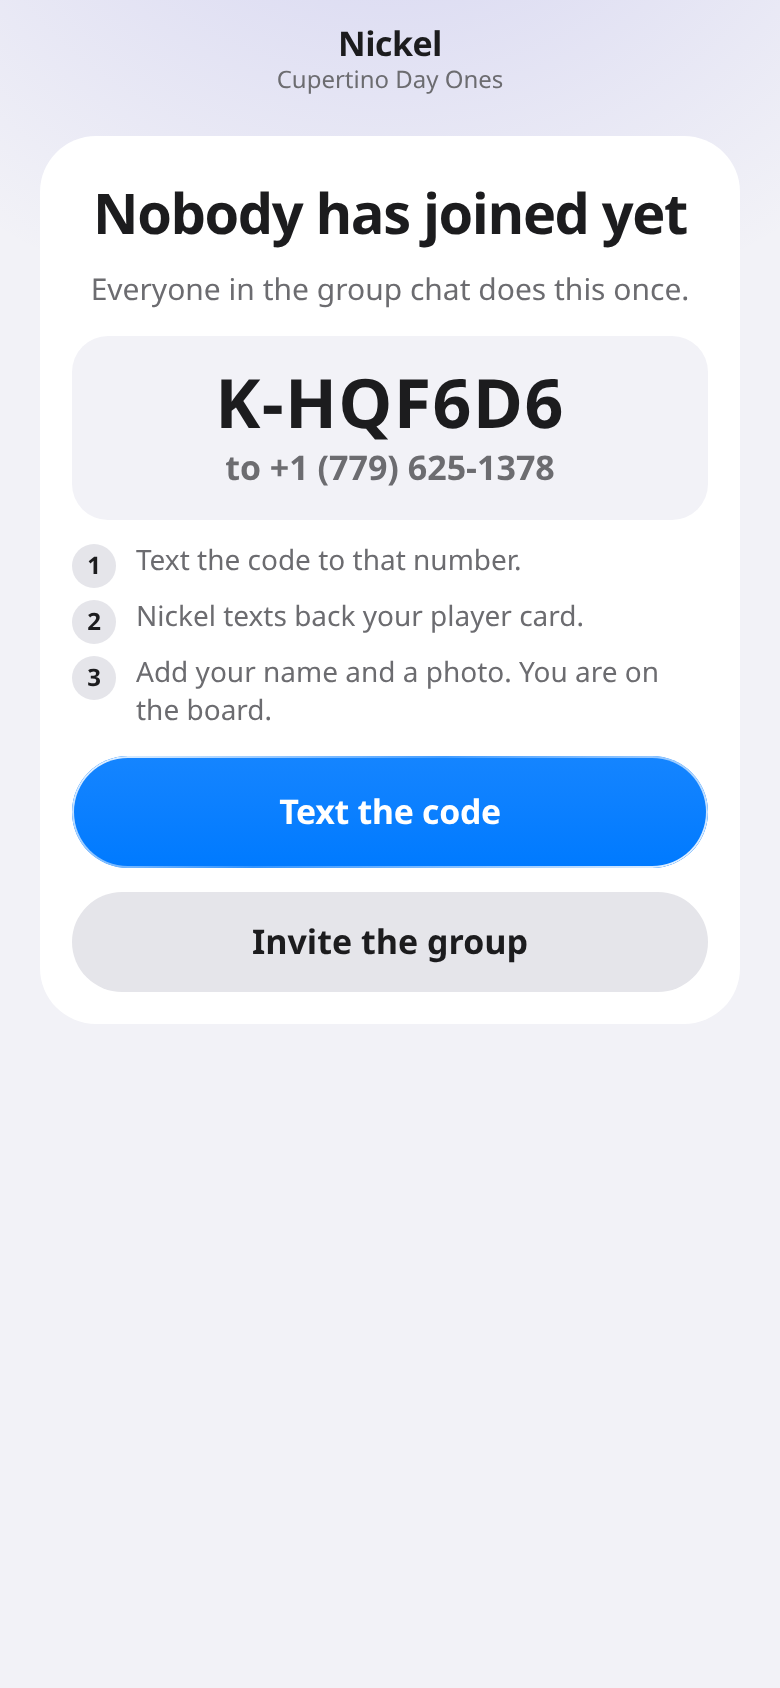 Nickel
Cupertino Day Ones
Nobody has joined yet
Everyone in the group chat does this once.
K-HQF6D6
to +1 (779) 625-1378
1 Text the code to that number.
2 Nickel texts back your player card.
3 Add your name and a photo. You are on
the board.
Text the code
Invite the group